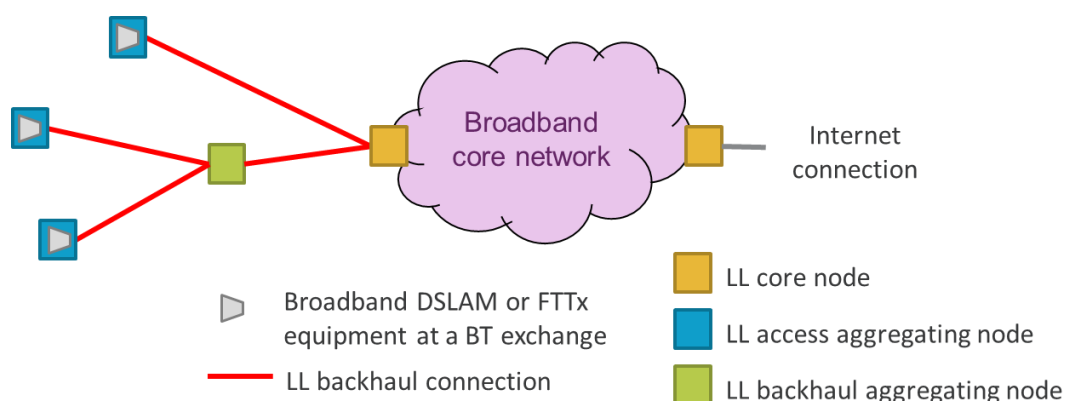 Broadband
core network
Internet
connection
Broadband DSLAM or FTTx
equipment at a BT exchange
LL backhaul connection
LL core node
LL access aggregating node
LL backhaul aggregating node